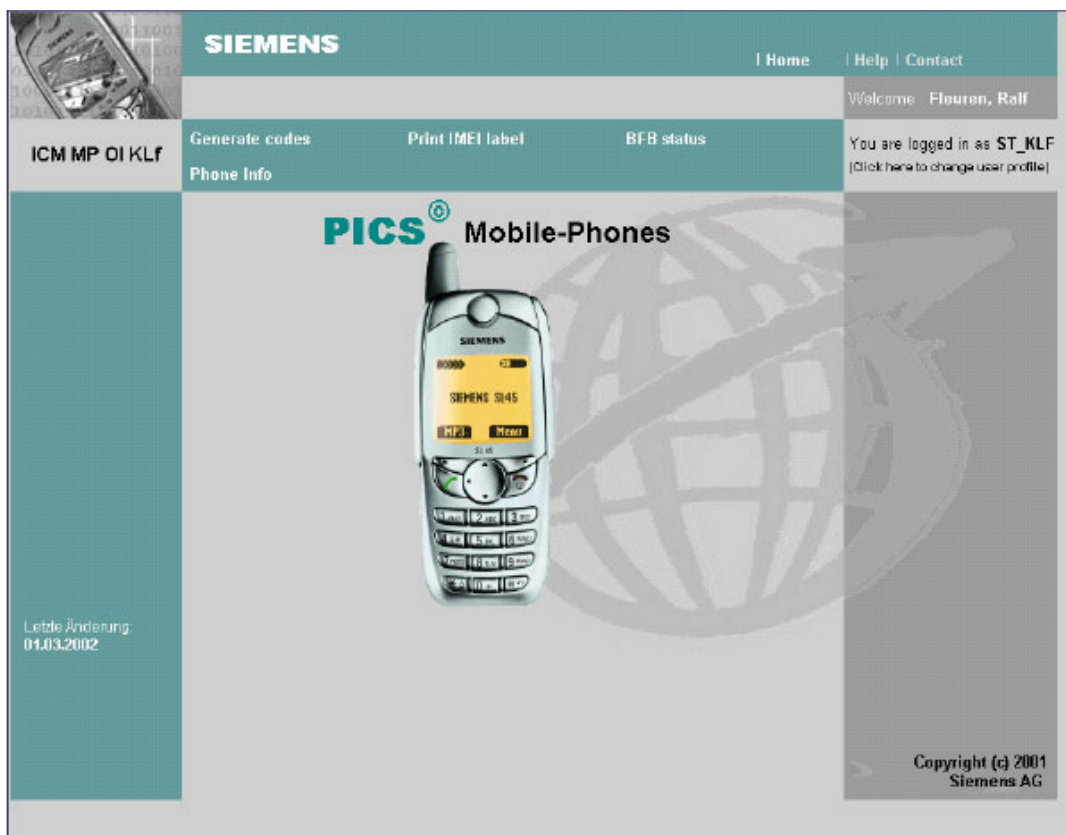 SIEMENS
| Home | Help | Contact
Welcome Fleuren, Ralf
ICM MP OI KLf
Generate codes Print IMEI label BFB status
Phone Info
You are logged in as ST_KLF
(Click here to change user profile)
PICS© Mobile-Phones
SIEMENS
SIEMENS SL45
MP3 Menu
SL45
Letzte Änderung:
01.03.2002
Copyright (c) 2001
Siemens AG